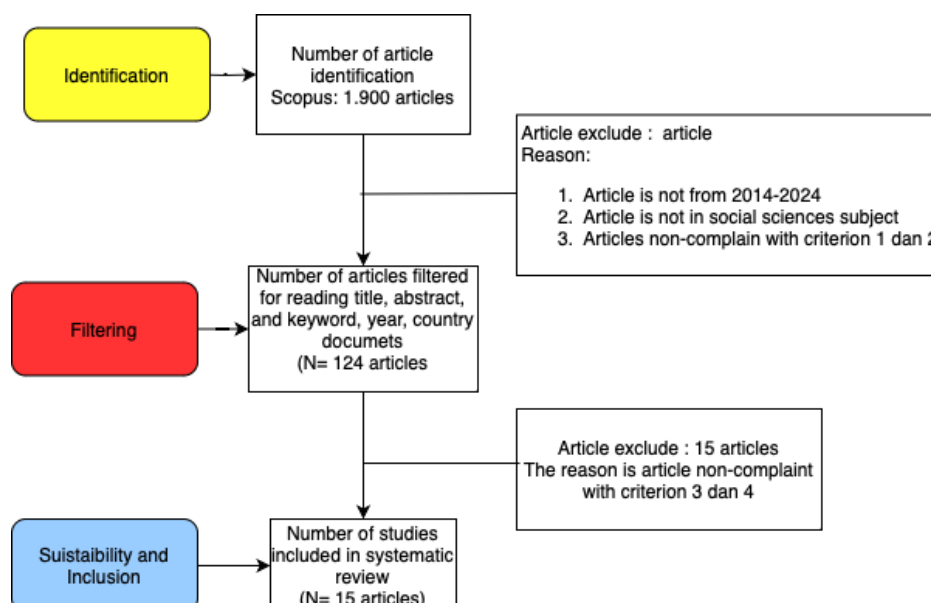 Identification
Number of article
identification
Scopus: 1.900 articles
Article exclude : article
Reason:
1. Article is not from 2014-2024
2. Article is not in social sciences subject
3. Articles non-complain with criterion 1 dan 2
Filtering
Number of articles filtered
for reading title, abstract,
and keyword, year, country
documets
(N= 124 articles
Article exclude : 15 articles
The reason is article non-complaint
with criterion 3 dan 4
Suistaibility and
Inclusion
Number of studies
included in systematic
review
(N= 15 articles)